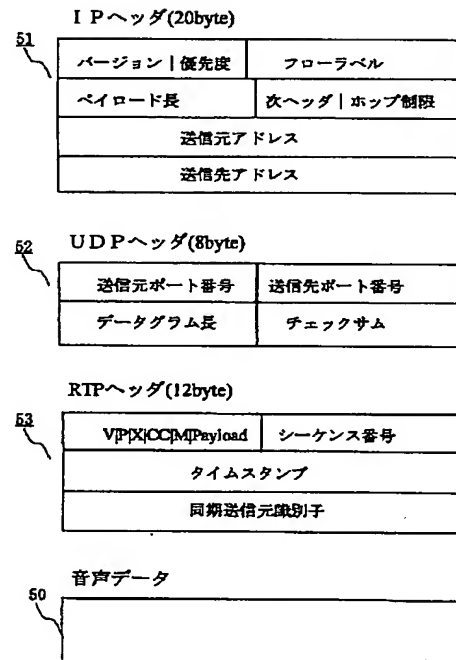 ＩＰヘッダ(20byte)
51
バージョン|優先度 フローラベル
ペイロード長 次ヘッダ|ホップ制限
送信元アドレス
送信先アドレス
ＵＤＰヘッダ(8byte)
52
送信元ポート番号 送信先ポート番号
データグラム長 チェックサム
RTPヘッダ(12byte)
53
V|P|X|CC|M|Payload シーケンス番号
タイムスタンプ
同期送信元識別子
音声データ
50